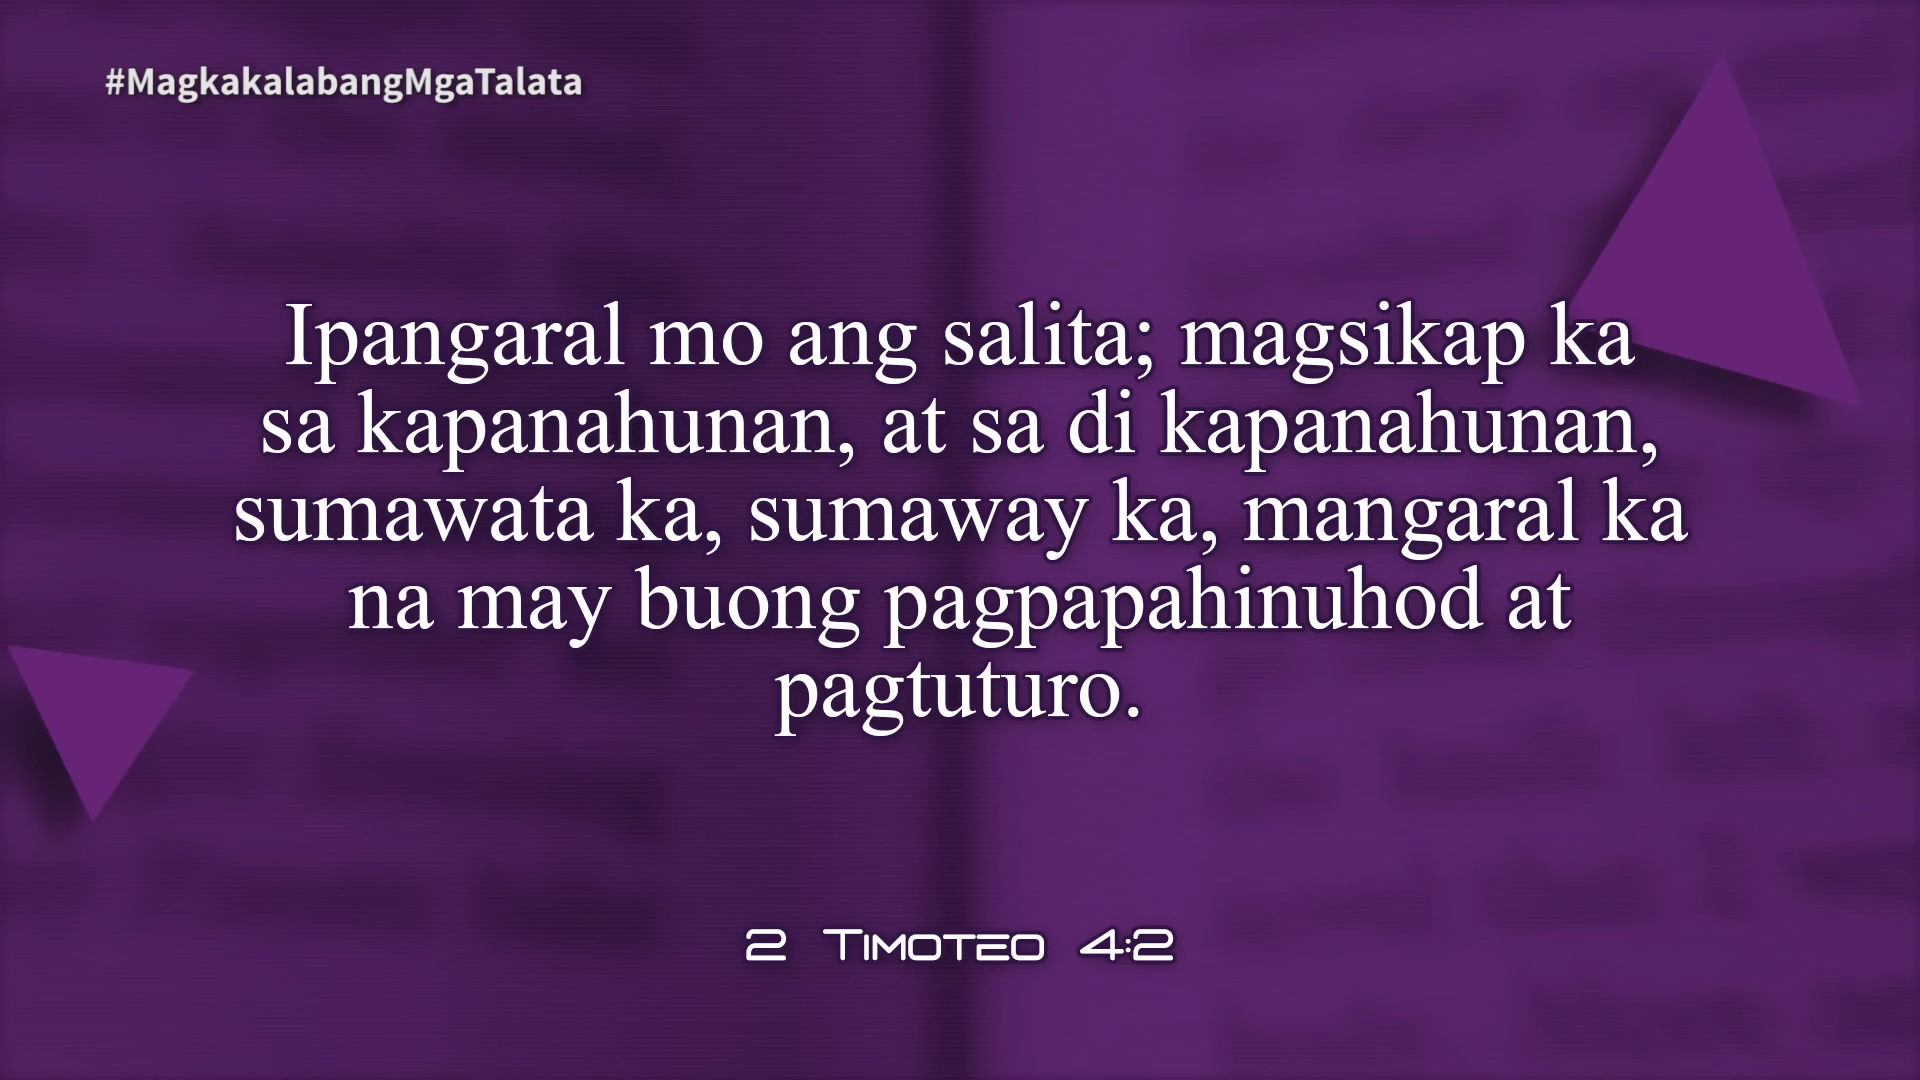 #MagkakalabangMgaTalata
Ipangaral mo ang salita; magsikap ka
sa kapanahunan, at sa di kapanahunan,
sumawata ka, sumaway ka, mangaral ka
na may buong pagpapahinuhod at
pagtuturo.
2 Timoteo 4:2